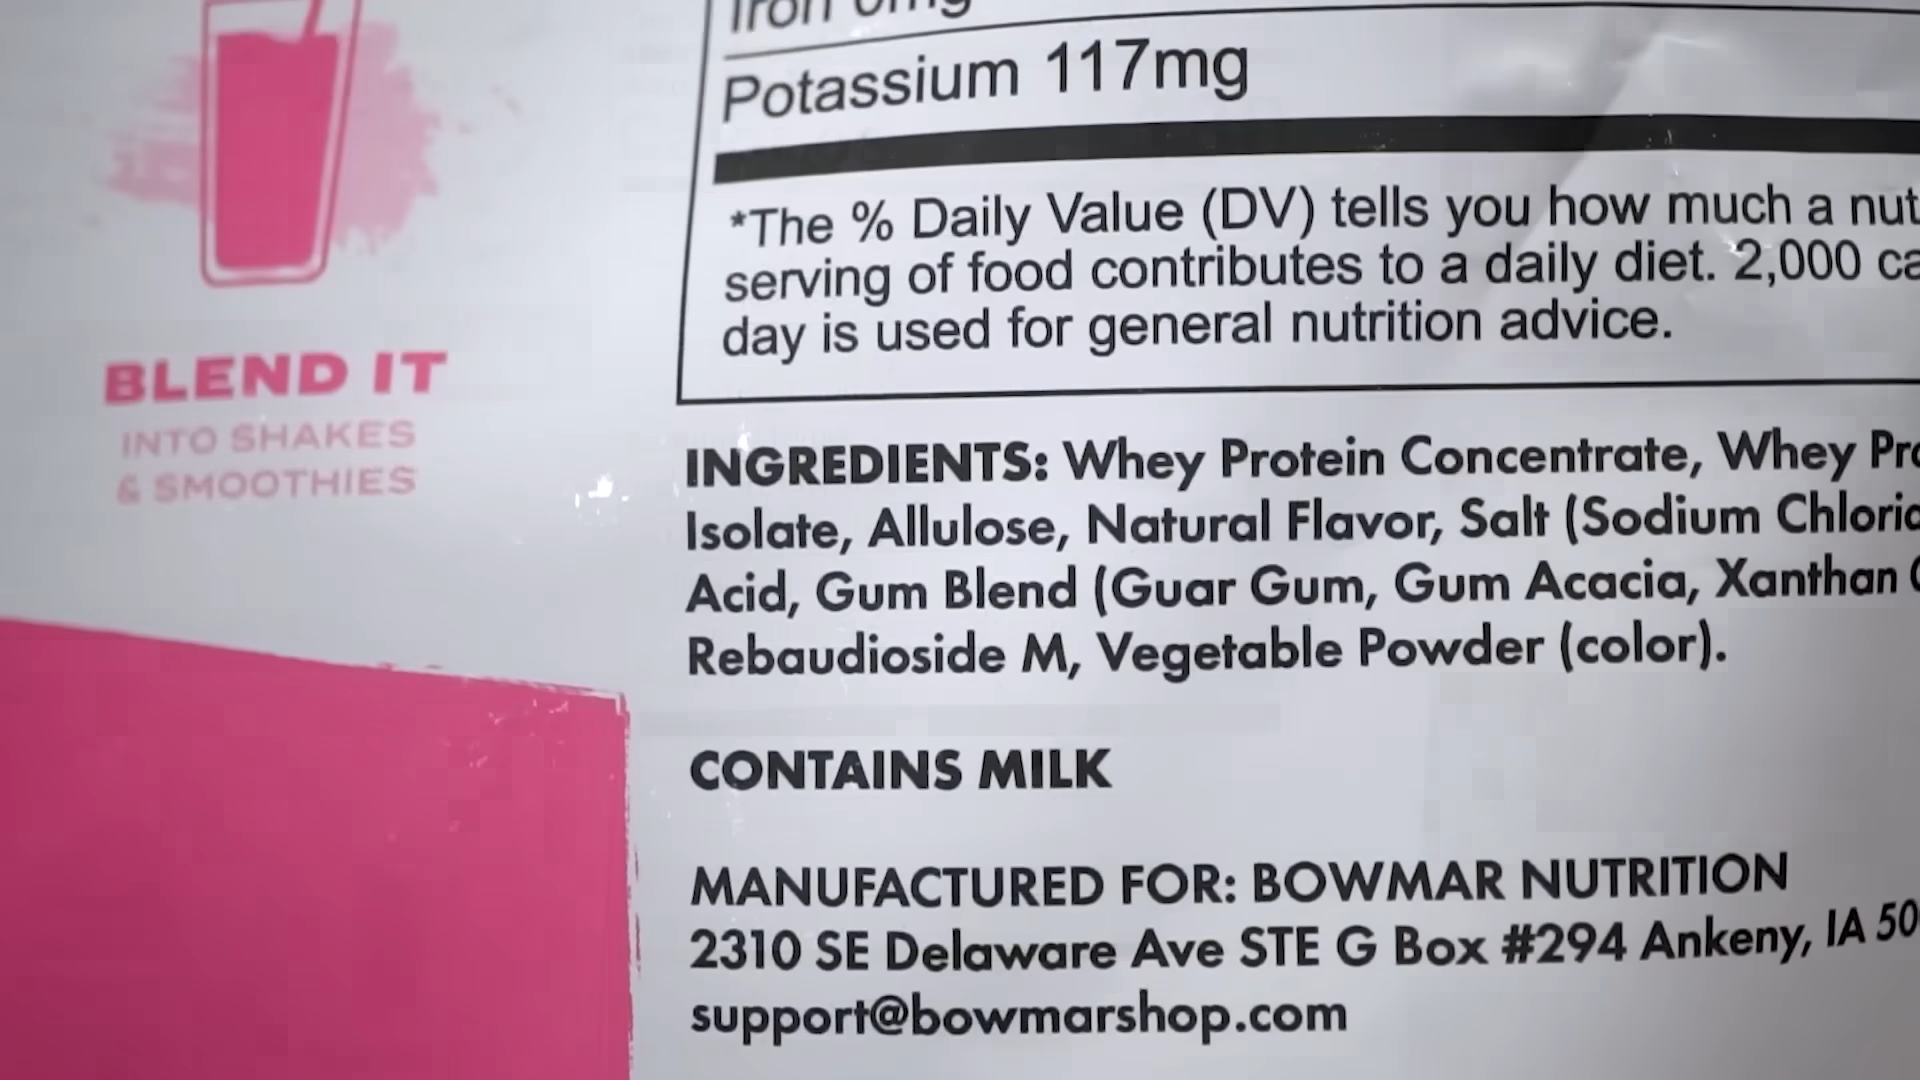 Iron 0mg
Potassium 117mg
*The % Daily Value (DV) tells you how much a nut
serving of food contributes to a daily diet. 2,000 ca
day is used for general nutrition advice.
BLEND IT
INTO SHAKES
& SMOOTHIES
INGREDIENTS: Whey Protein Concentrate, Whey Pro
Isolate, Allulose, Natural Flavor, Salt (Sodium Chlorid
Acid, Gum Blend (Guar Gum, Gum Acacia, Xanthan G
Rebaudioside M, Vegetable Powder (color).
CONTAINS MILK
MANUFACTURED FOR: BOWMAR NUTRITION
2310 SE Delaware Ave STE G Box #294 Ankeny, IA 50
support@bowmarshop.com